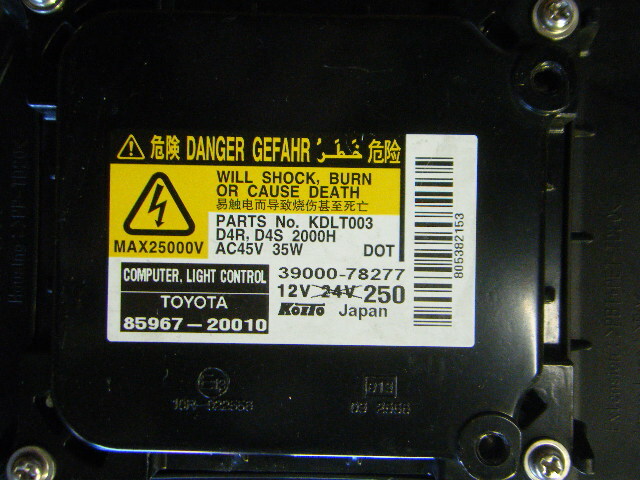 危険 DANGER GEFAHR خطر 危险
WILL SHOCK, BURN
OR CAUSE DEATH
易触电而导致烧伤甚至死亡
MAX25000V
PARTS No. KDLT003
D4R, D4S 2000H
AC45V 35W DOT
COMPUTER, LIGHT CONTROL
TOYOTA
85967-20010
39000-78277
12V 24V 250
KOITO Japan
805382153